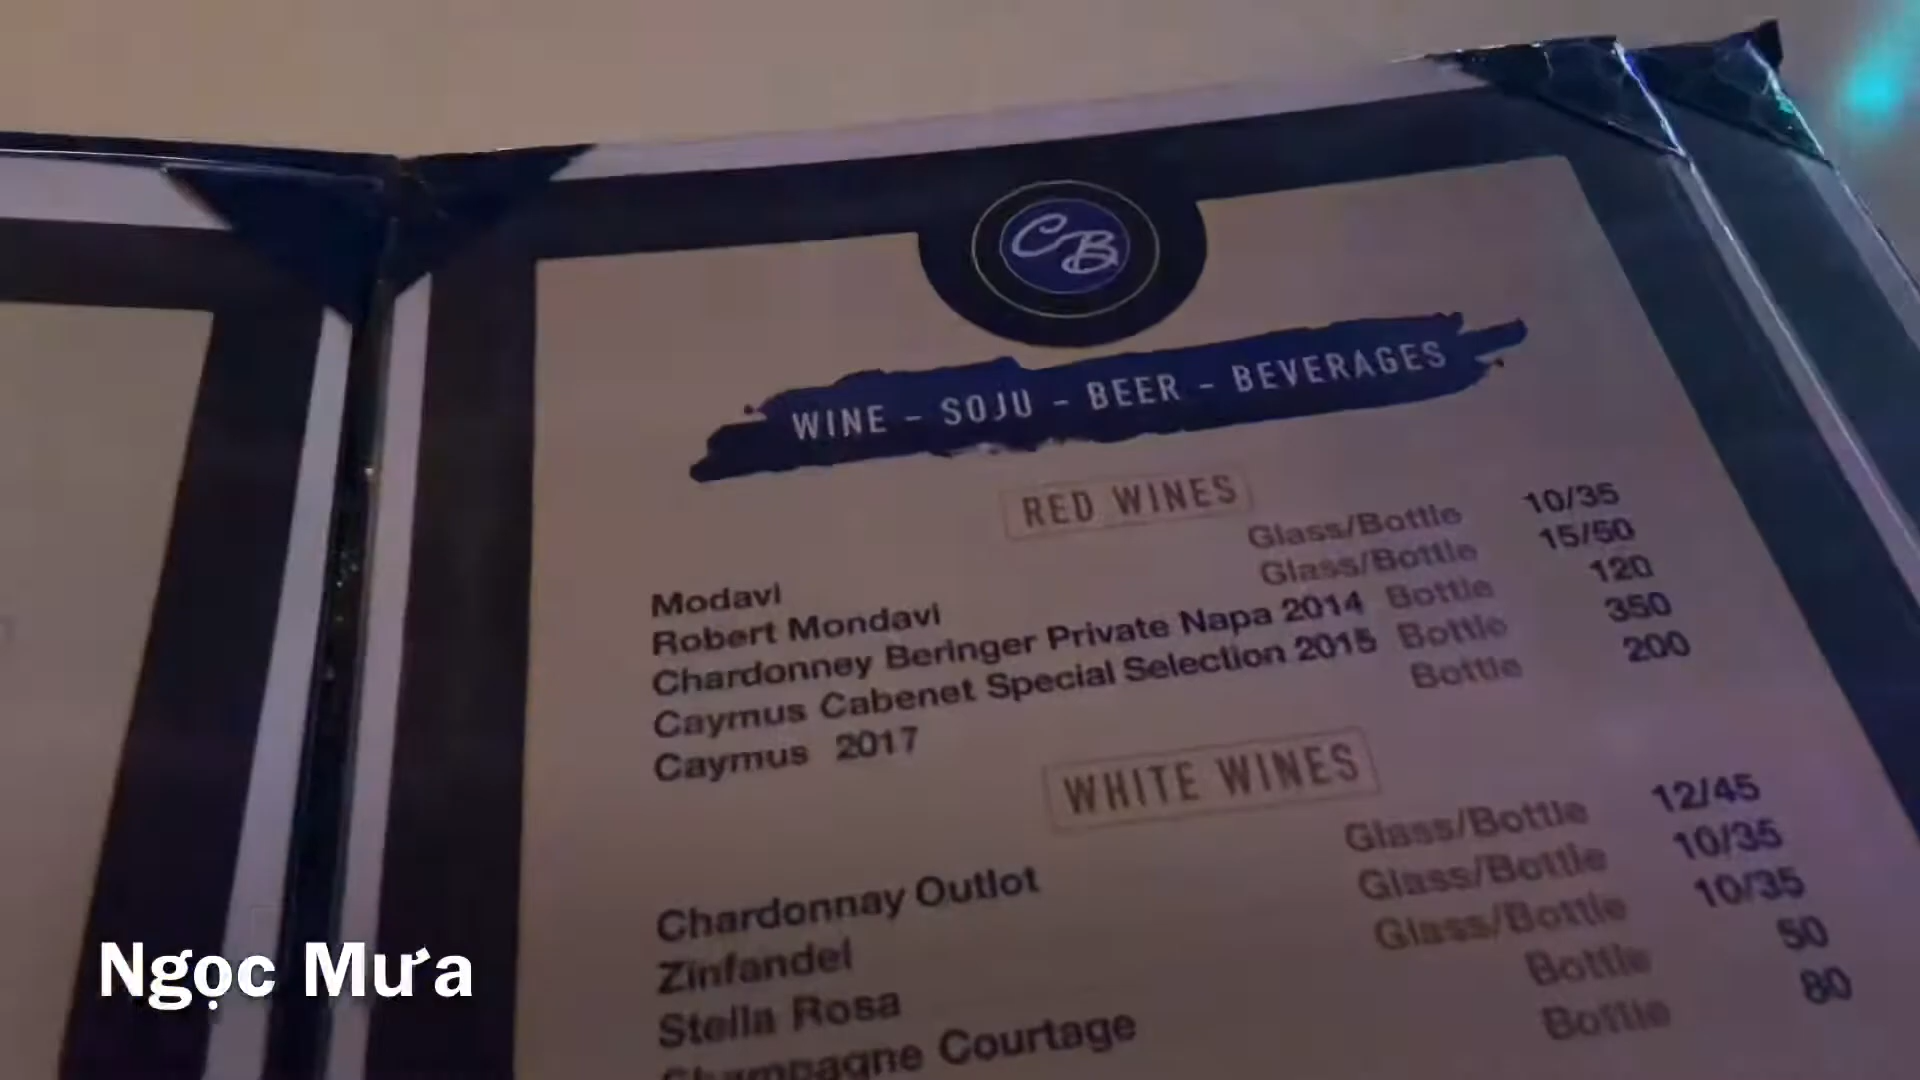 CB
WINE - SOJU - BEER - BEVERAGES
RED WINES
Modavi Glass/Bottle 10/35
Robert Mondavi Glass/Bottle 15/50
Chardonney Beringer Private Napa 2014 Bottle 120
Caymus Cabenet Special Selection 2015 Bottle 350
Caymus 2017 Bottle 200
WHITE WINES
Chardonnay Outlot Glass/Bottle 12/45
Zinfandel Glass/Bottle 10/35
Stella Rosa Glass/Bottle 10/35
Champagne Courtage Bottle 50
Bottle 80
Ngọc Mưa